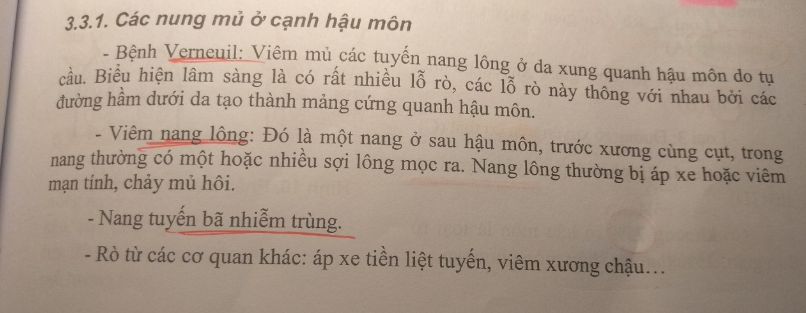 3.3.1. Các nung mủ ở cạnh hậu môn
- Bệnh Verneuil: Viêm mủ các tuyến nang lông ở da xung quanh hậu môn do tụ
cầu. Biểu hiện lâm sàng là có rất nhiều lỗ rò, các lỗ rò này thông với nhau bởi các
đường hầm dưới da tạo thành mảng cứng quanh hậu môn.
- Viêm nang lông: Đó là một nang ở sau hậu môn, trước xương cùng cụt, trong
nang thường có một hoặc nhiều sợi lông mọc ra. Nang lông thường bị áp xe hoặc viêm
mạn tính, chảy mủ hôi.
- Nang tuyến bã nhiễm trùng.
- Rò từ các cơ quan khác: áp xe tiền liệt tuyến, viêm xương chậu…